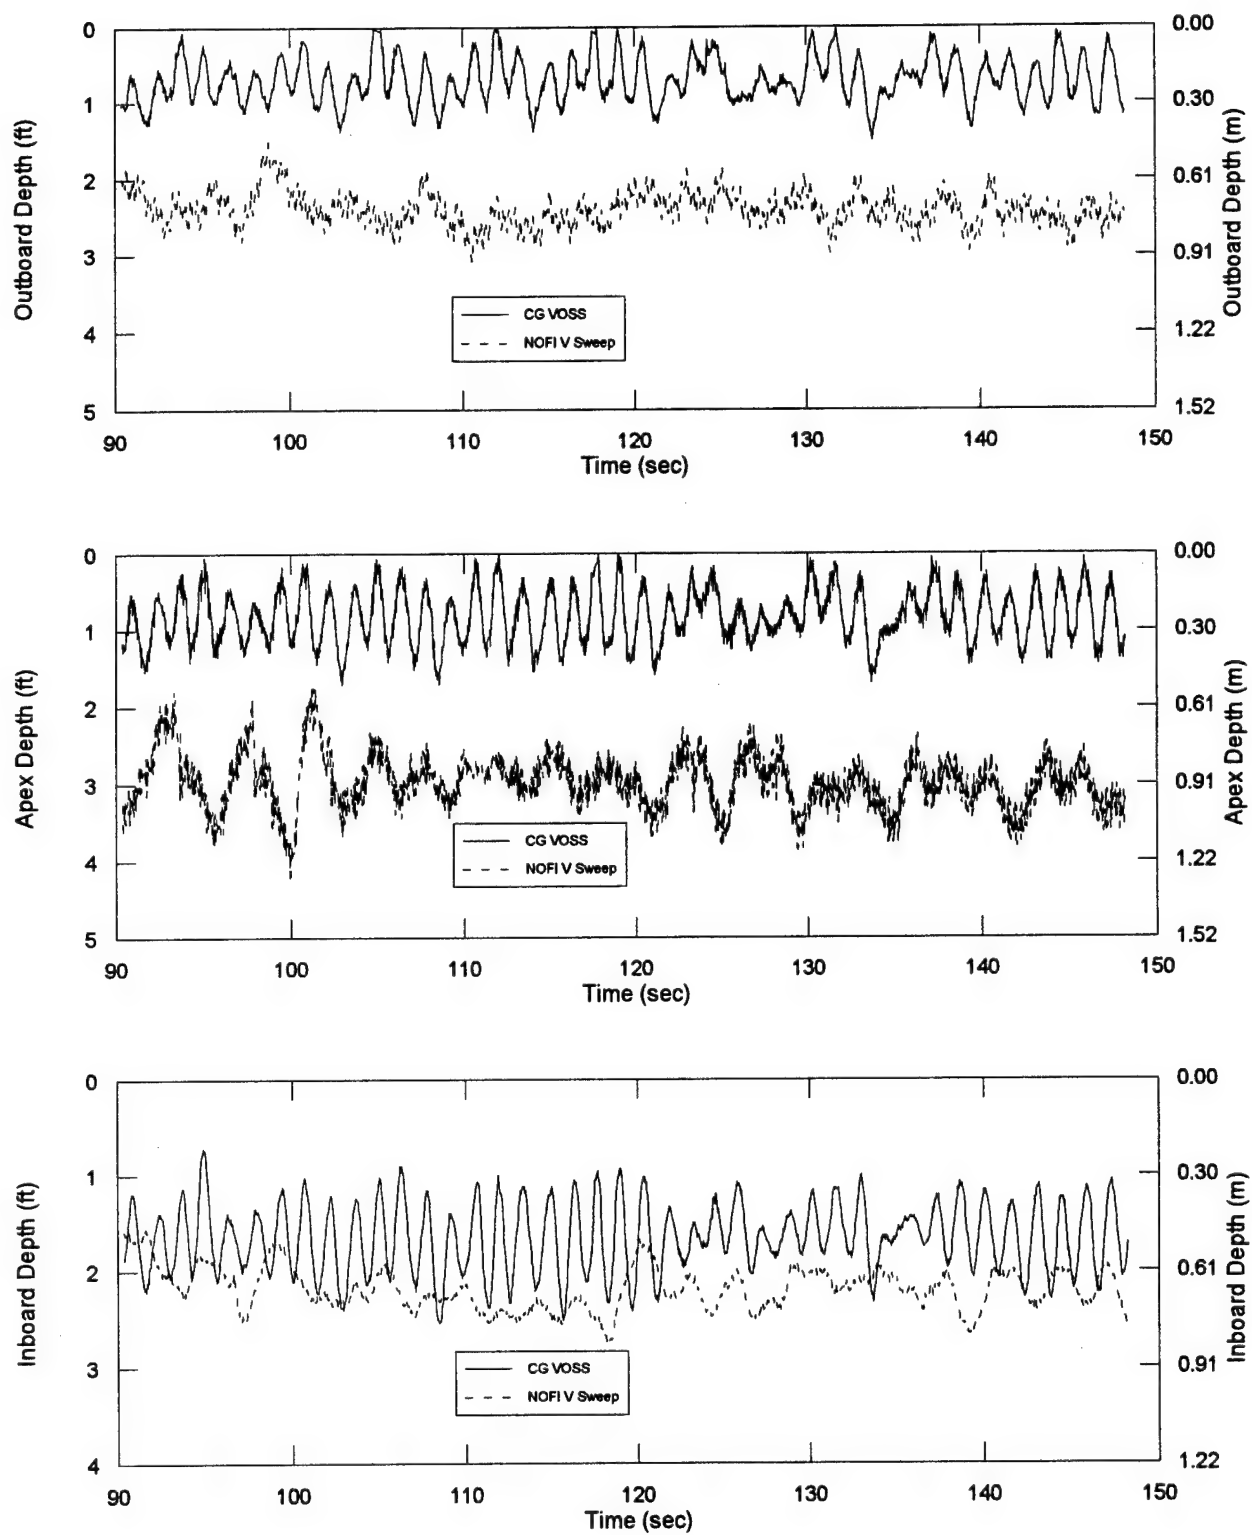 0 0.00
1 0.30
2 0.61
3 0.91
4 1.22
5 1.52
Outboard Depth (ft)
Outboard Depth (m)
CG VOSS
NOFI V Sweep
90 100 110 120 130 140 150
Time (sec)
0 0.00
1 0.30
2 0.61
3 0.91
4 1.22
5 1.52
Apex Depth (ft)
Apex Depth (m)
CG VOSS
NOFI V Sweep
90 100 110 120 130 140 150
Time (sec)
0 0.00
1 0.30
2 0.61
3 0.91
4 1.22
Inboard Depth (ft)
Inboard Depth (m)
CG VOSS
NOFI V Sweep
90 100 110 120 130 140 150
Time (sec)